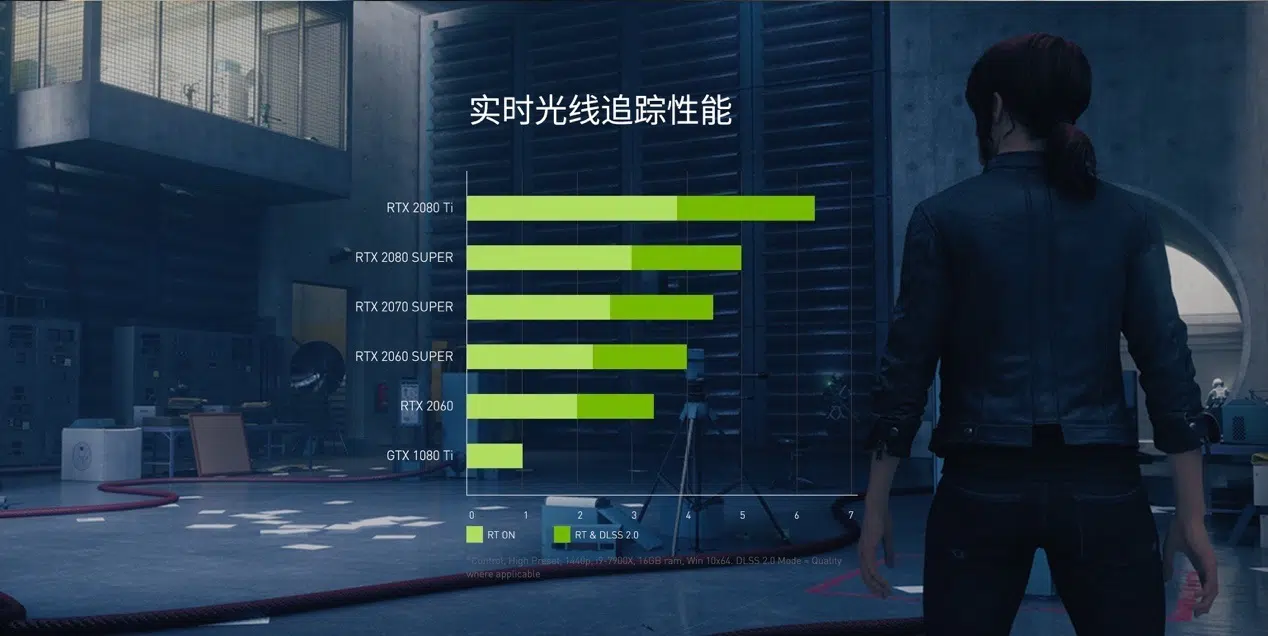 实时光线追踪性能
RTX 2080 Ti
RTX 2080 SUPER
RTX 2070 SUPER
RTX 2060 SUPER
RTX 2060
GTX 1080 Ti
0 1 2 3 4 5 6 7
RT ON RT & DLSS 2.0
*Control, High Preset, 1440p, i9-7900X, 16GB ram, Win 10x64. DLSS 2.0 Mode = Quality
where applicable